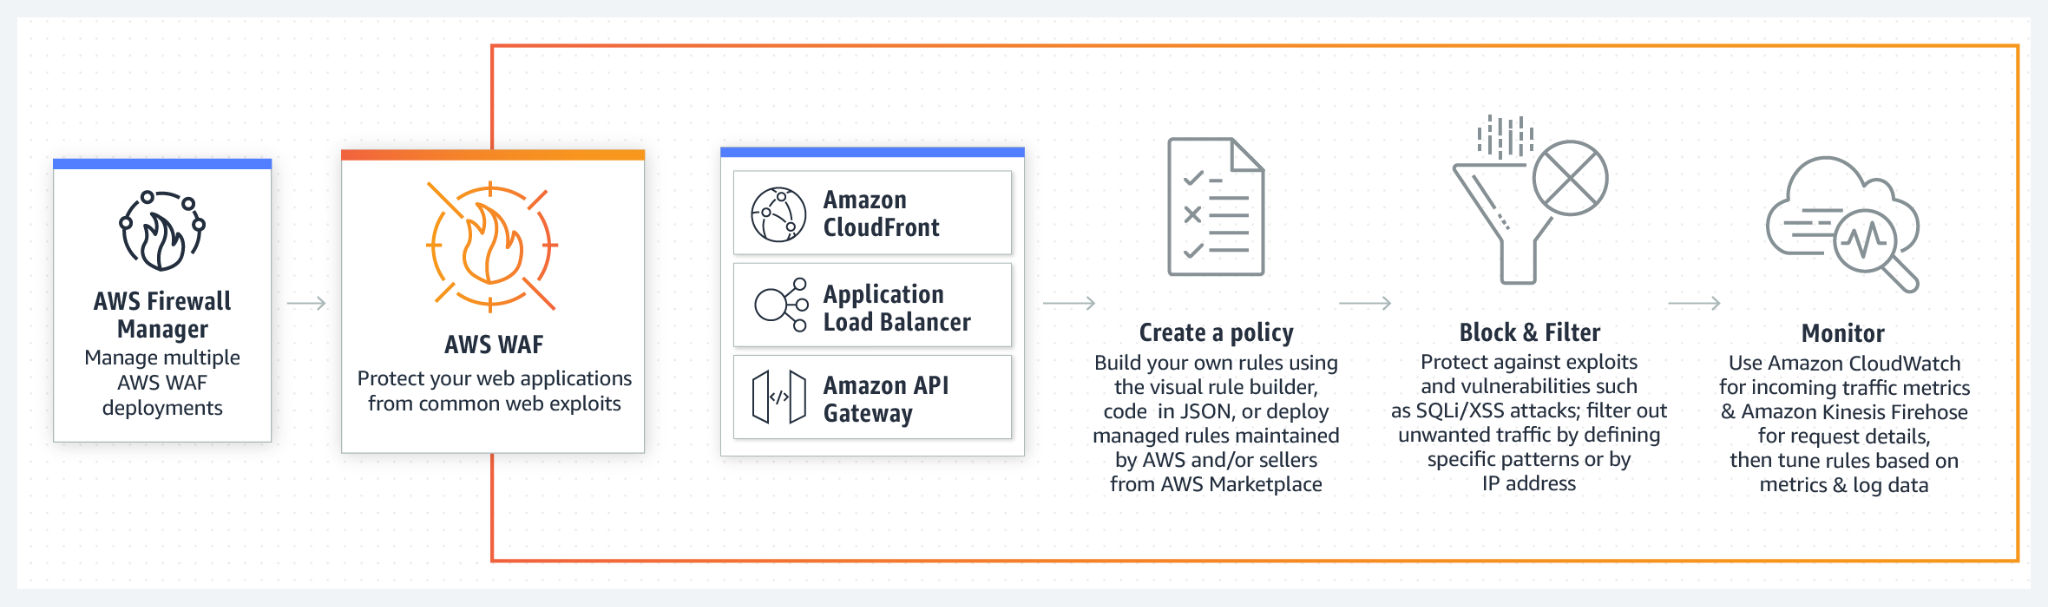 AWS Firewall
Manager
Manage multiple
AWS WAF
deployments
AWS WAF
Protect your web applications
from common web exploits
Amazon
CloudFront
Application
Load Balancer
</>
Amazon API
Gateway
Create a policy
Build your own rules using
the visual rule builder,
code in JSON, or deploy
managed rules maintained
by AWS and/or sellers
from AWS Marketplace
Block & Filter
Protect against exploits
and vulnerabilities such
as SQLi/XSS attacks; filter out
unwanted traffic by defining
specific patterns or by
IP address
Monitor
Use Amazon CloudWatch
for incoming traffic metrics
& Amazon Kinesis Firehose
for request details,
then tune rules based on
metrics & log data